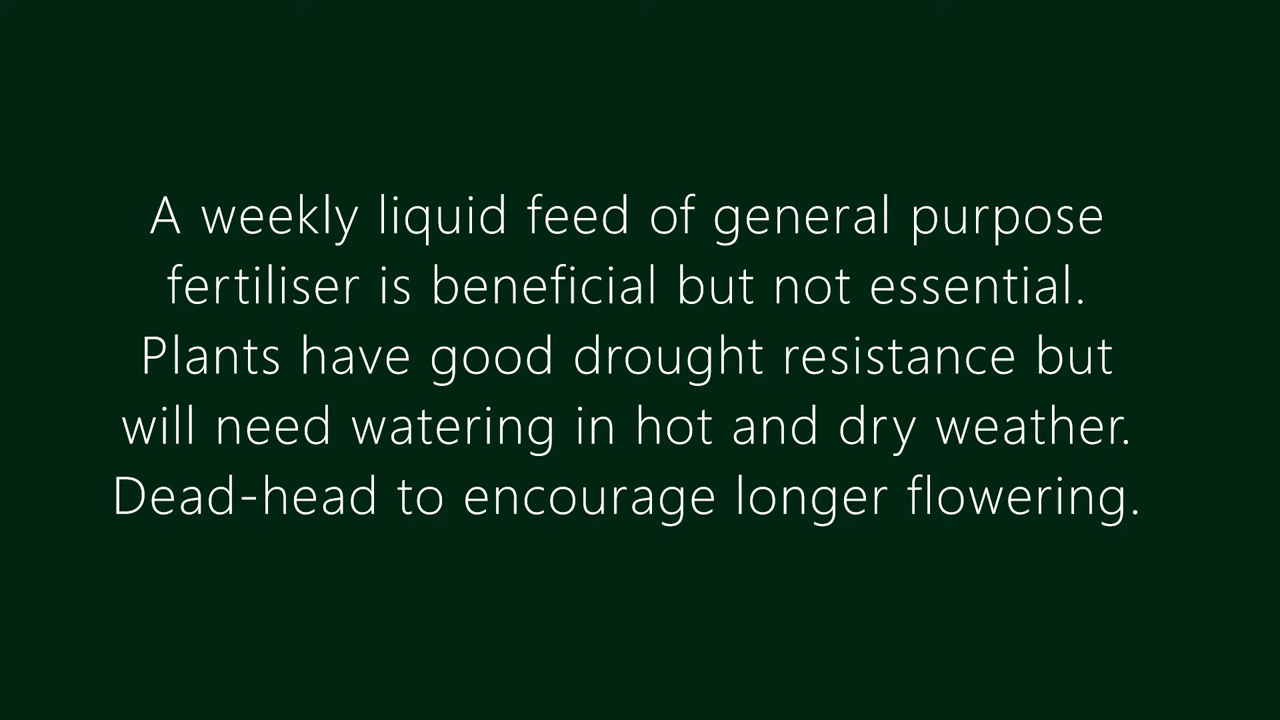 A weekly liquid feed of general purpose
fertiliser is beneficial but not essential.
Plants have good drought resistance but
will need watering in hot and dry weather.
Dead-head to encourage longer flowering.